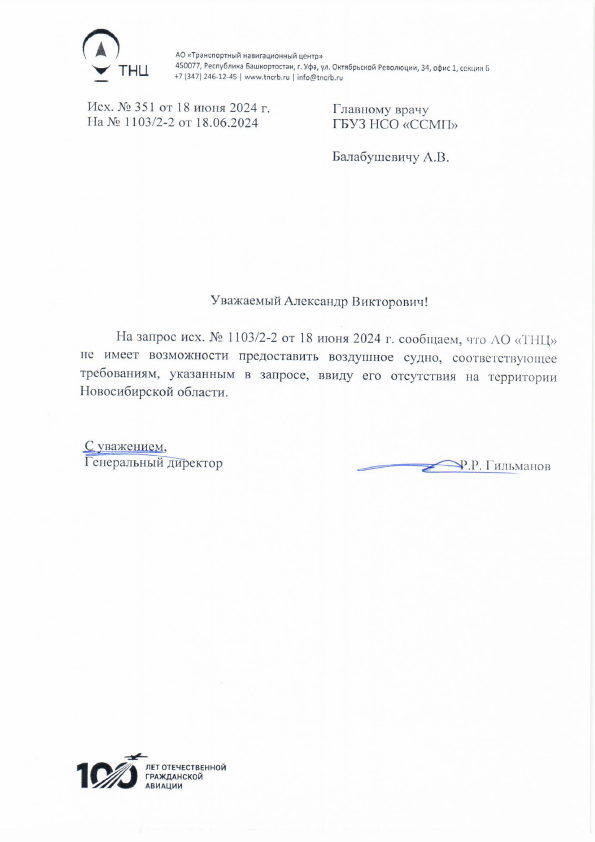 ТНЦ
АО «Транспортный навигационный центр»
450077, Республика Башкортостан, г. Уфа, ул. Октябрьской Революции, 34, офис 1, секция Б
+7 (347) 246-12-45 | www.tncrb.ru | info@tncrb.ru
Исх. № 351 от 18 июня 2024 г.
На № 1103/2-2 от 18.06.2024
Главному врачу
ГБУЗ НСО «ССМП»
Балабушевичу А.В.
Уважаемый Александр Викторович!
На запрос исх. № 1103/2-2 от 18 июня 2024 г. сообщаем, что АО «ТНЦ»
не имеет возможности предоставить воздушное судно, соответствующее
требованиям, указанным в запросе, ввиду его отсутствия на территории
Новосибирской области.
С уважением,
Генеральный директор
Р.Р. Гильманов
100
ЛЕТ ОТЕЧЕСТВЕННОЙ
ГРАЖДАНСКОЙ
АВИАЦИИ